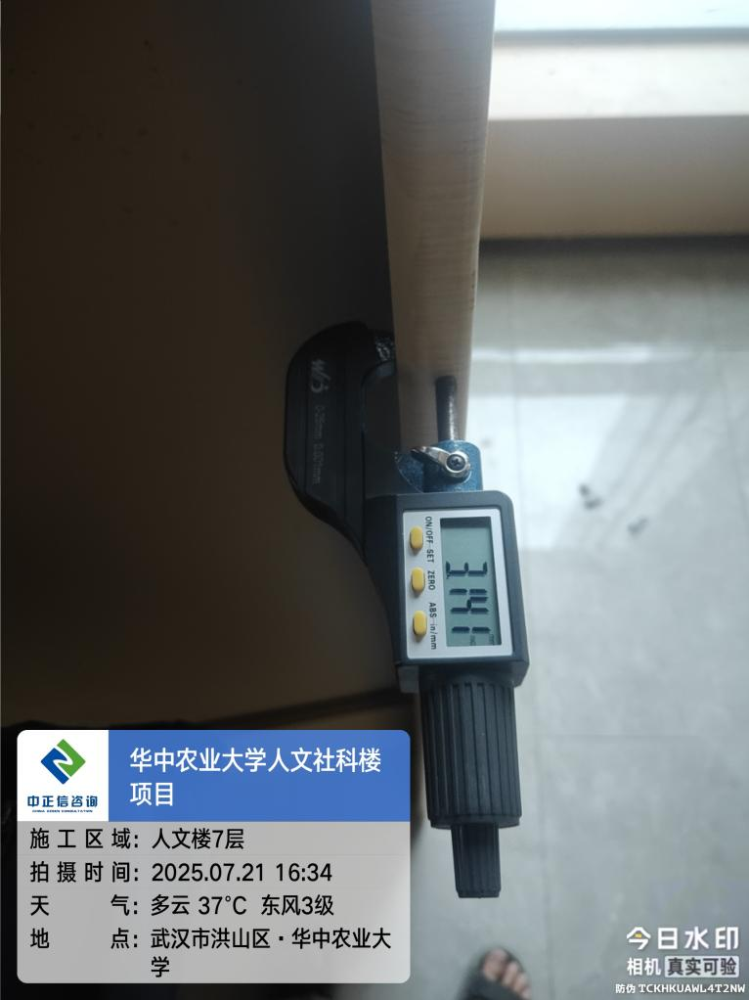 0-25mm 0.001mm
ON/OFF SET ZERO ABS in/mm
3.141
mm
中正信咨询
华中农业大学人文社科楼
项目
施工区域：人文楼7层
拍摄时间：2025.07.21 16:34
天气：多云 37°C 东风3级
地点：武汉市洪山区·华中农业大
学
今日水印
相机 真实可验
防伪 TCKHKUAWL4T2NW